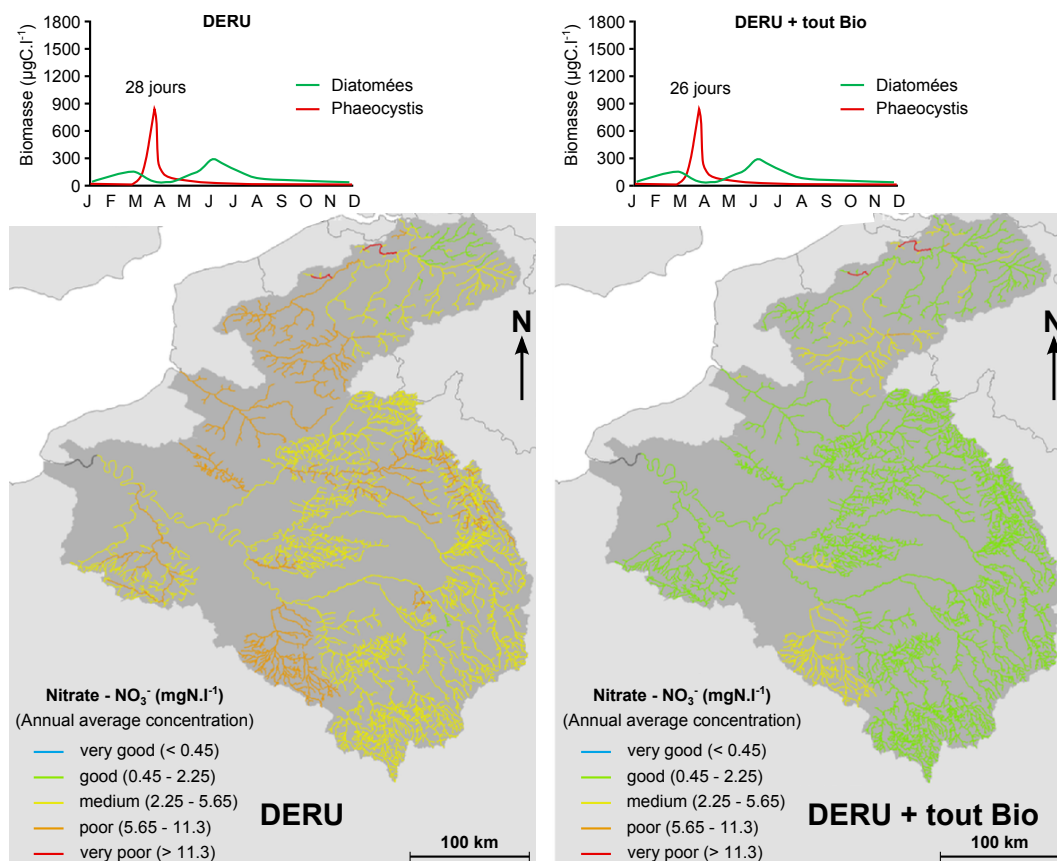 DERU
Biomasse (µgC.l⁻¹)
1800
1500
1200
900
600
300
0
28 jours
Diatomées
Phaeocystis
J F M A M J J A S O N D
DERU + tout Bio
Biomasse (µgC.l⁻¹)
1800
1500
1200
900
600
300
0
26 jours
Diatomées
Phaeocystis
J F M A M J J A S O N D
N
Nitrate - NO₃⁻ (mgN.l⁻¹)
(Annual average concentration)
very good (< 0.45)
good (0.45 - 2.25)
medium (2.25 - 5.65)
poor (5.65 - 11.3)
very poor (> 11.3)
DERU
100 km
N
Nitrate - NO₃⁻ (mgN.l⁻¹)
(Annual average concentration)
very good (< 0.45)
good (0.45 - 2.25)
medium (2.25 - 5.65)
poor (5.65 - 11.3)
very poor (> 11.3)
DERU + tout Bio
100 km